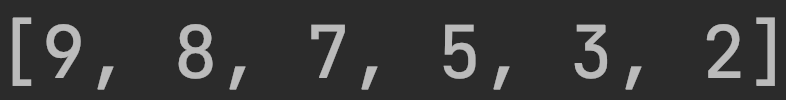 [9, 8, 7, 5, 3, 2]